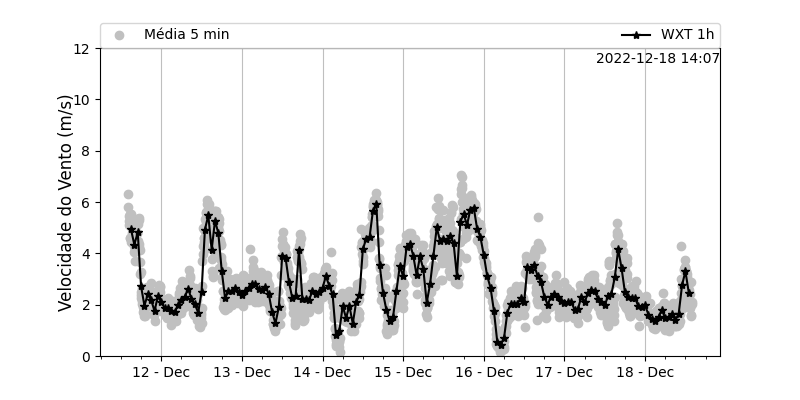 Média 5 min
WXT 1h
2022-12-18 14:07
Velocidade do Vento (m/s)
12
10
8
6
4
2
0
12 - Dec
13 - Dec
14 - Dec
15 - Dec
16 - Dec
17 - Dec
18 - Dec